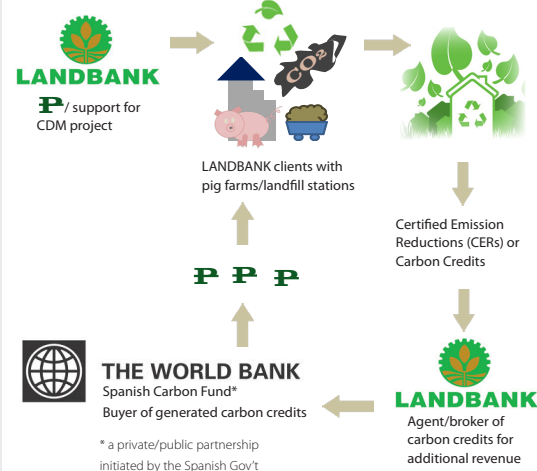 LANDBANK
₱/ support for
CDM project
CO2e
LANDBANK clients with
pig farms/landfill stations
Certified Emission
Reductions (CERs) or
Carbon Credits
LANDBANK
Agent/broker of
carbon credits for
additional revenue
THE WORLD BANK
Spanish Carbon Fund*
Buyer of generated carbon credits
* a private/public partnership
initiated by the Spanish Gov't
₱ ₱ ₱